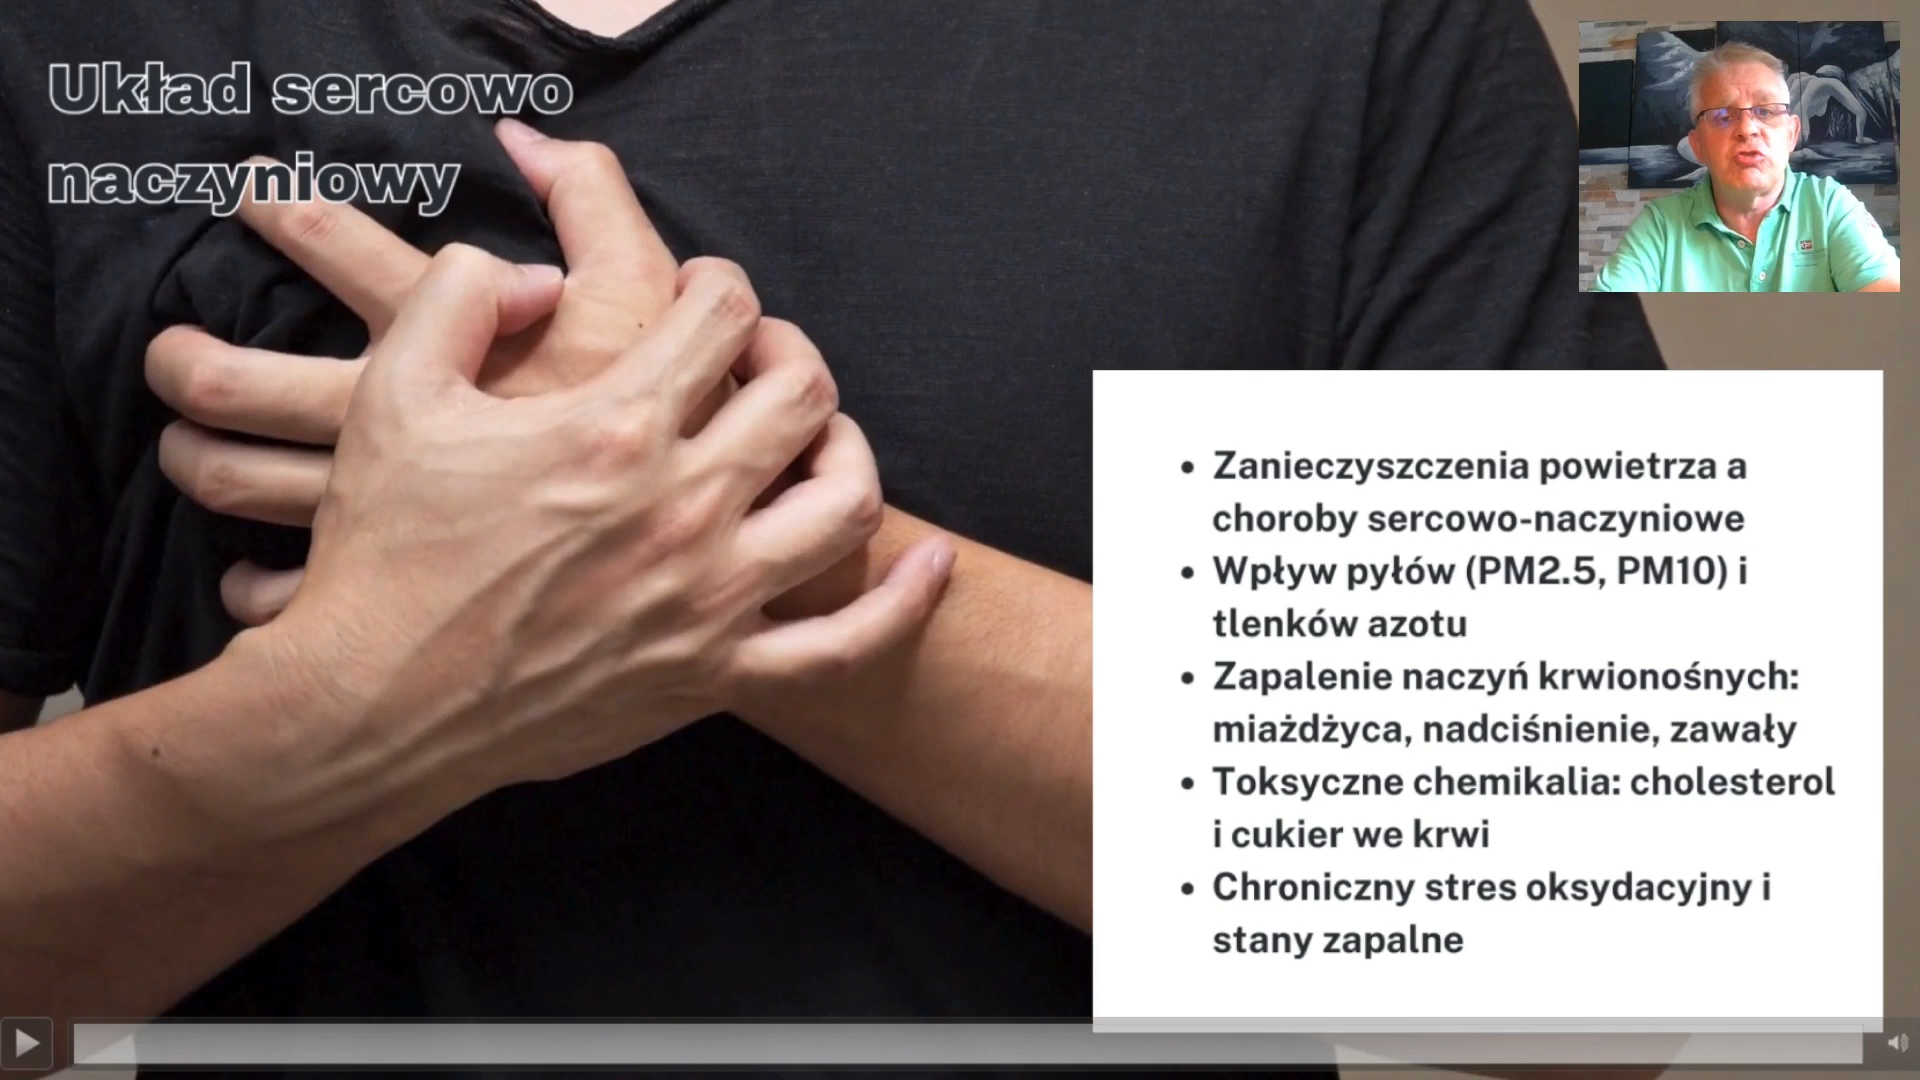 Układ sercowo
naczyniowy
• Zanieczyszczenia powietrza a
choroby sercowo-naczyniowe
• Wpływ pyłów (PM2.5, PM10) i
tlenków azotu
• Zapalenie naczyń krwionośnych:
miażdżyca, nadciśnienie, zawały
• Toksyczne chemikalia: cholesterol
i cukier we krwi
• Chroniczny stres oksydacyjny i
stany zapalne